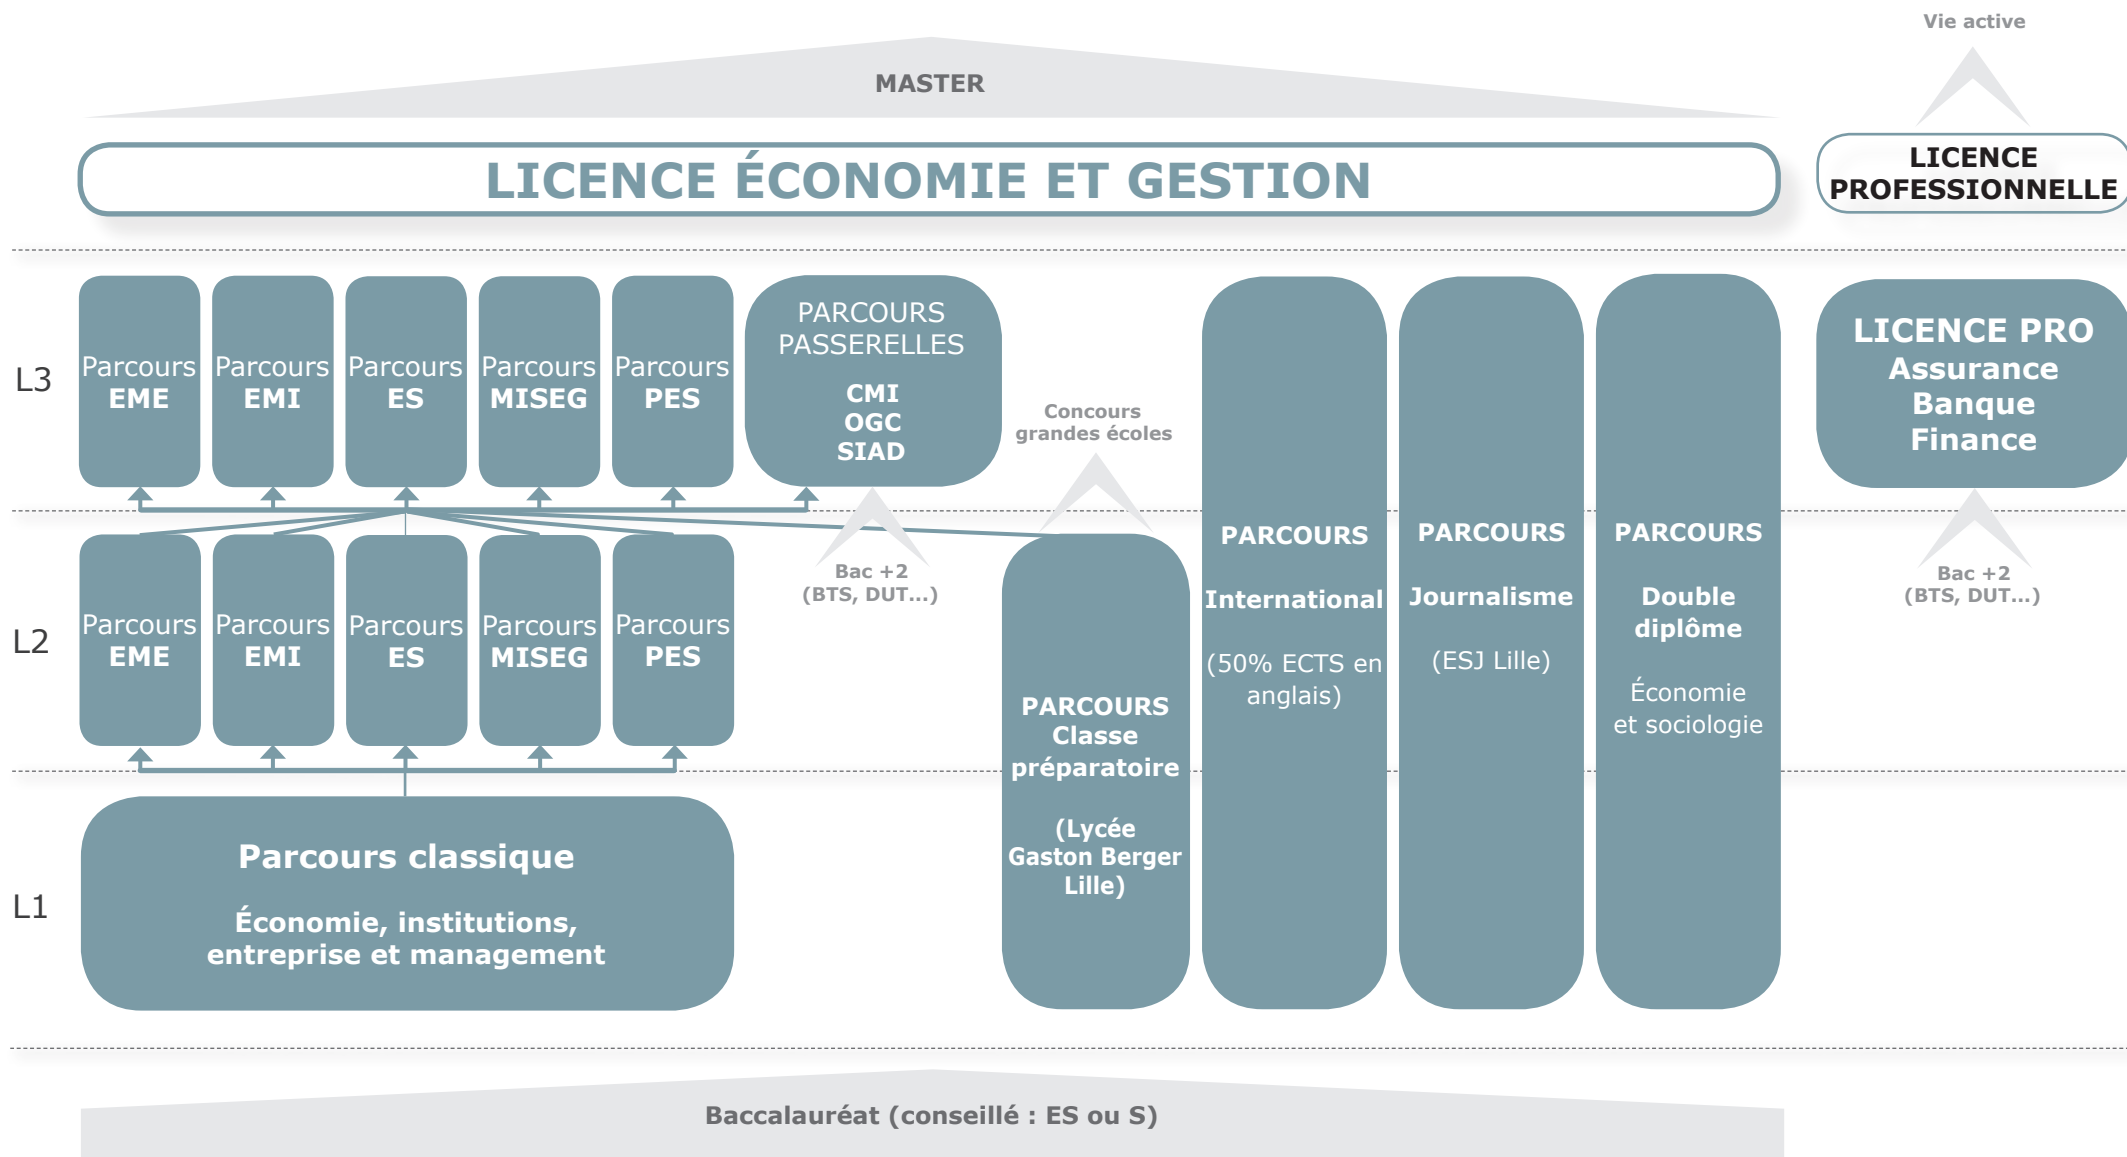 Vie active
MASTER
LICENCE ÉCONOMIE ET GESTION
LICENCE
PROFESSIONNELLE
L3
Parcours
EME
Parcours
EMI
Parcours
ES
Parcours
MISEG
Parcours
PES
PARCOURS
PASSERELLES
CMI
OGC
SIAD
Concours
grandes écoles
LICENCE PRO
Assurance
Banque
Finance
Bac +2
(BTS, DUT...)
Bac +2
(BTS, DUT...)
L2
Parcours
EME
Parcours
EMI
Parcours
ES
Parcours
MISEG
Parcours
PES
PARCOURS
Classe
préparatoire
(Lycée
Gaston Berger
Lille)
PARCOURS
International
(50% ECTS en
anglais)
PARCOURS
Journalisme
(ESJ Lille)
PARCOURS
Double
diplôme
Économie
et sociologie
L1
Parcours classique
Économie, institutions,
entreprise et management
Baccalauréat (conseillé : ES ou S)